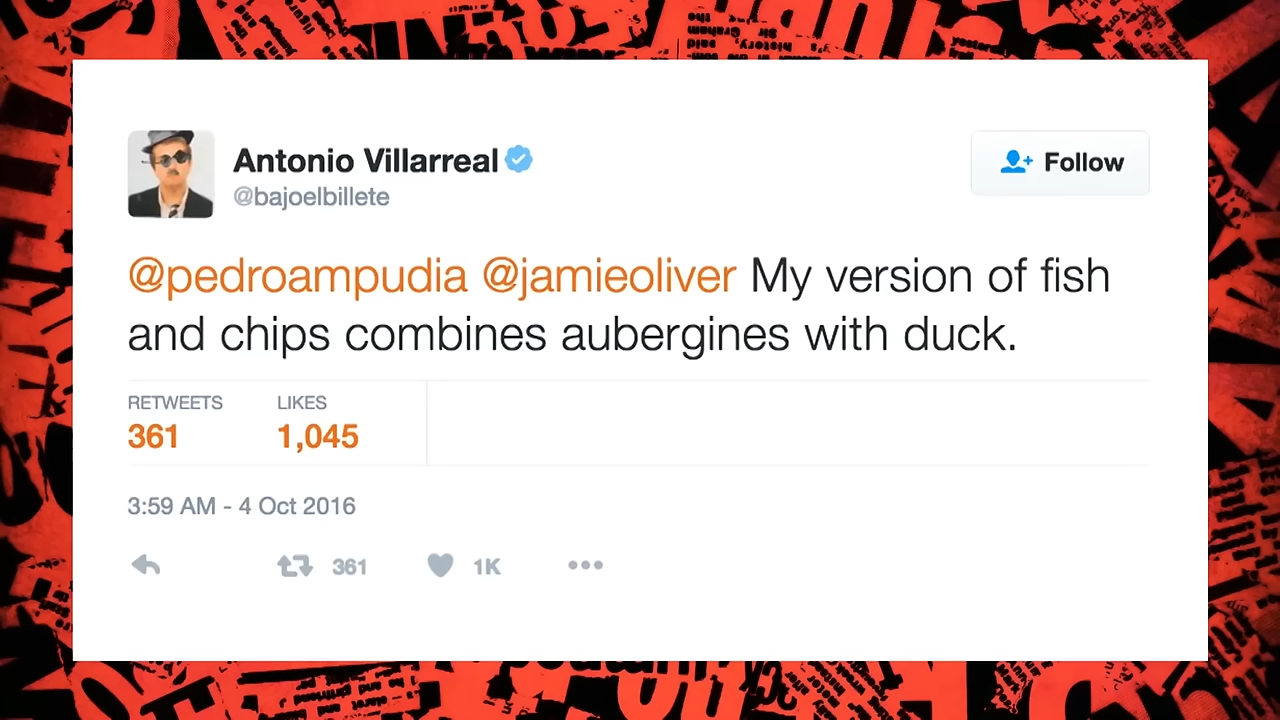 Antonio Villarreal
@bajoelbillete
Follow
@pedroampudia @jamieoliver My version of fish
and chips combines aubergines with duck.
RETWEETS LIKES
361 1,045
3:59 AM - 4 Oct 2016
361 1K